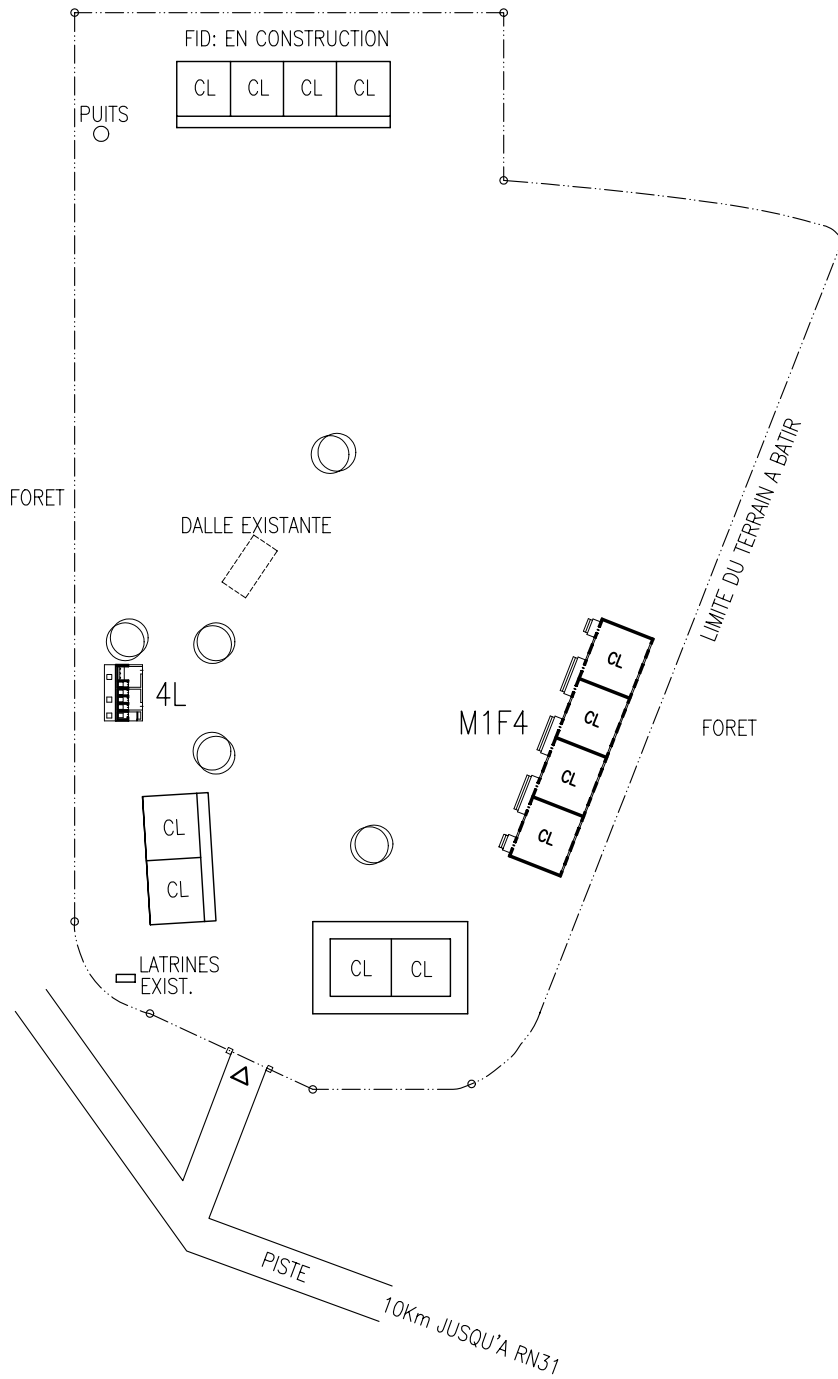 FID: EN CONSTRUCTION
CL CL CL CL
PUITS
FORET
DALLE EXISTANTE
LIMITE DU TERRAIN A BATIR
4L
M1F4
FORET
CL
CL
CL
CL
CL
CL
CL CL
LATRINES
EXIST.
PISTE
10Km JUSQU'A RN31